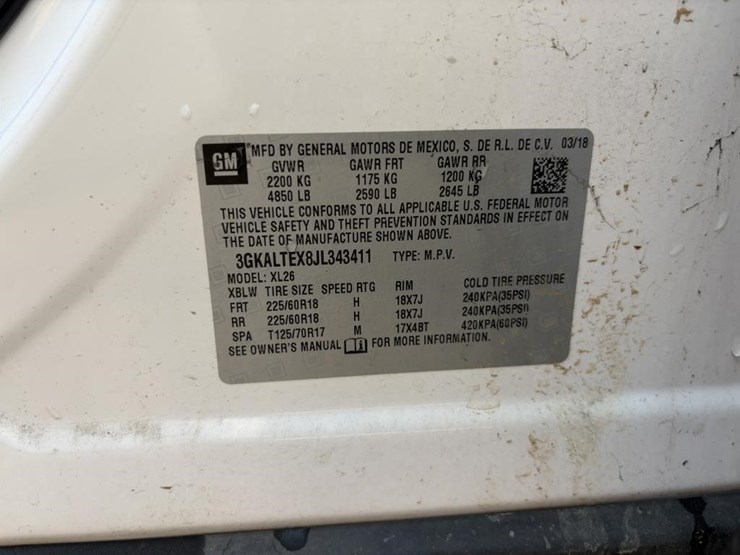 GM MFD BY GENERAL MOTORS DE MEXICO, S. DE R.L. DE C.V. 03/18
GVWR GAWR FRT GAWR RR
2200 KG 1175 KG 1200 KG
4850 LB 2590 LB 2645 LB
THIS VEHICLE CONFORMS TO ALL APPLICABLE U.S. FEDERAL MOTOR
VEHICLE SAFETY AND THEFT PREVENTION STANDARDS IN EFFECT ON
THE DATE OF MANUFACTURE SHOWN ABOVE.
3GKALTEX8JL343411 TYPE: M.P.V.
MODEL: XL26
XBLW TIRE SIZE SPEED RTG RIM COLD TIRE PRESSURE
FRT 225/60R18 H 18X7J 240KPA(35PSI)
RR 225/60R18 H 18X7J 240KPA(35PSI)
SPA T125/70R17 M 17X4BT 420KPA(60PSI)
SEE OWNER'S MANUAL FOR MORE INFORMATION.